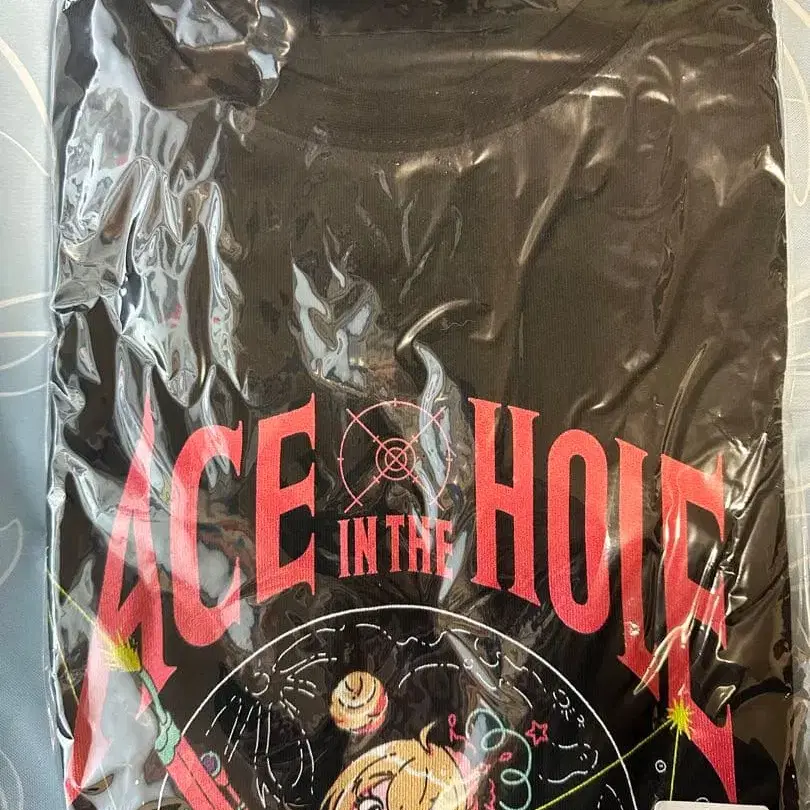 ACE HOLE
IN THE